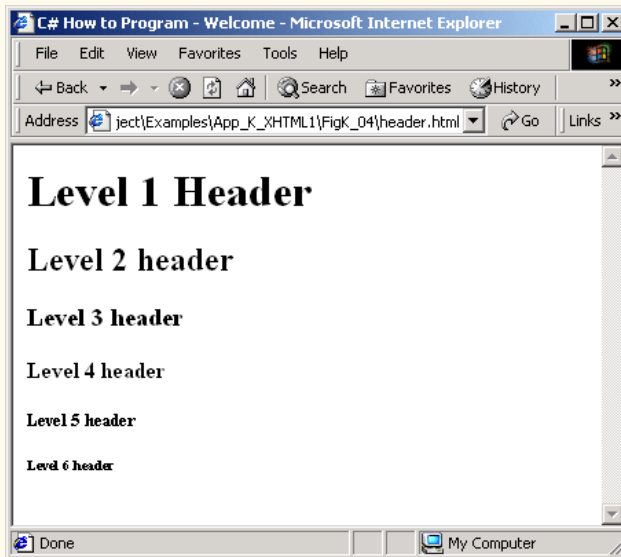 C# How to Program - Welcome - Microsoft Internet Explorer
File Edit View Favorites Tools Help
Back Search Favorites History »
Address ject\Examples\App_K_XHTML1\FigK_04\header.html Go Links »
Level 1 Header
Level 2 header
Level 3 header
Level 4 header
Level 5 header
Level 6 header
Done My Computer